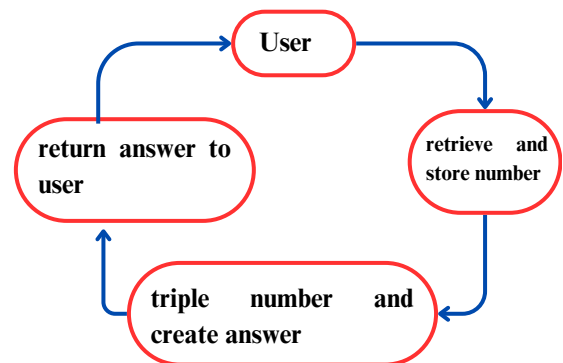 User
retrieve and
store number
triple number and
create answer
return answer to
user